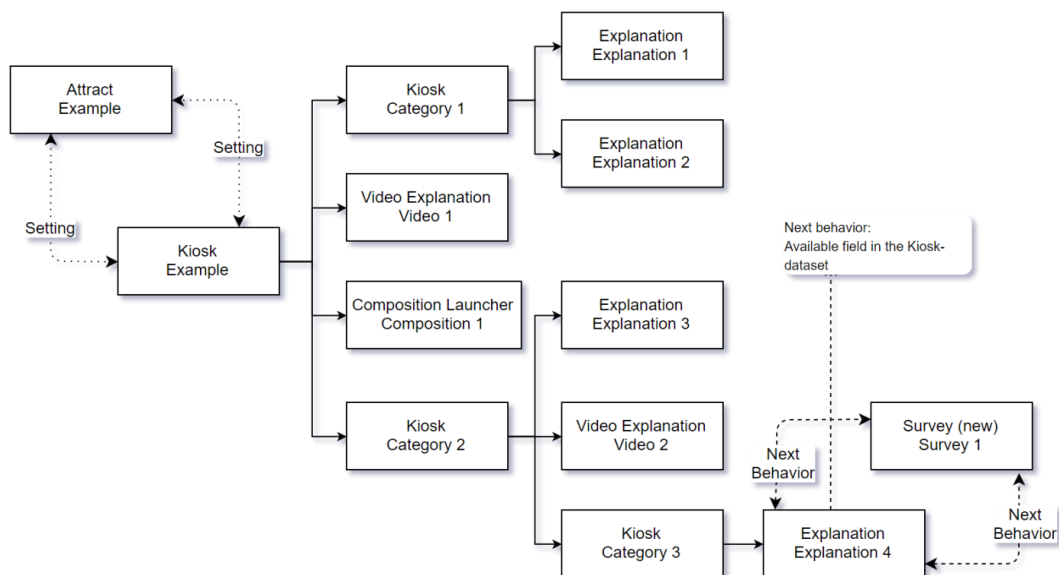 Explanation
Explanation 1
Attract
Example
Kiosk
Category 1
Setting
Explanation
Explanation 2
Video Explanation
Video 1
Setting
Kiosk
Example
Next behavior:
Available field in the Kiosk-
dataset
Composition Launcher
Composition 1
Explanation
Explanation 3
Kiosk
Category 2
Video Explanation
Video 2
Survey (new)
Survey 1
Next
Behavior
Next
Behavior
Kiosk
Category 3
Explanation
Explanation 4